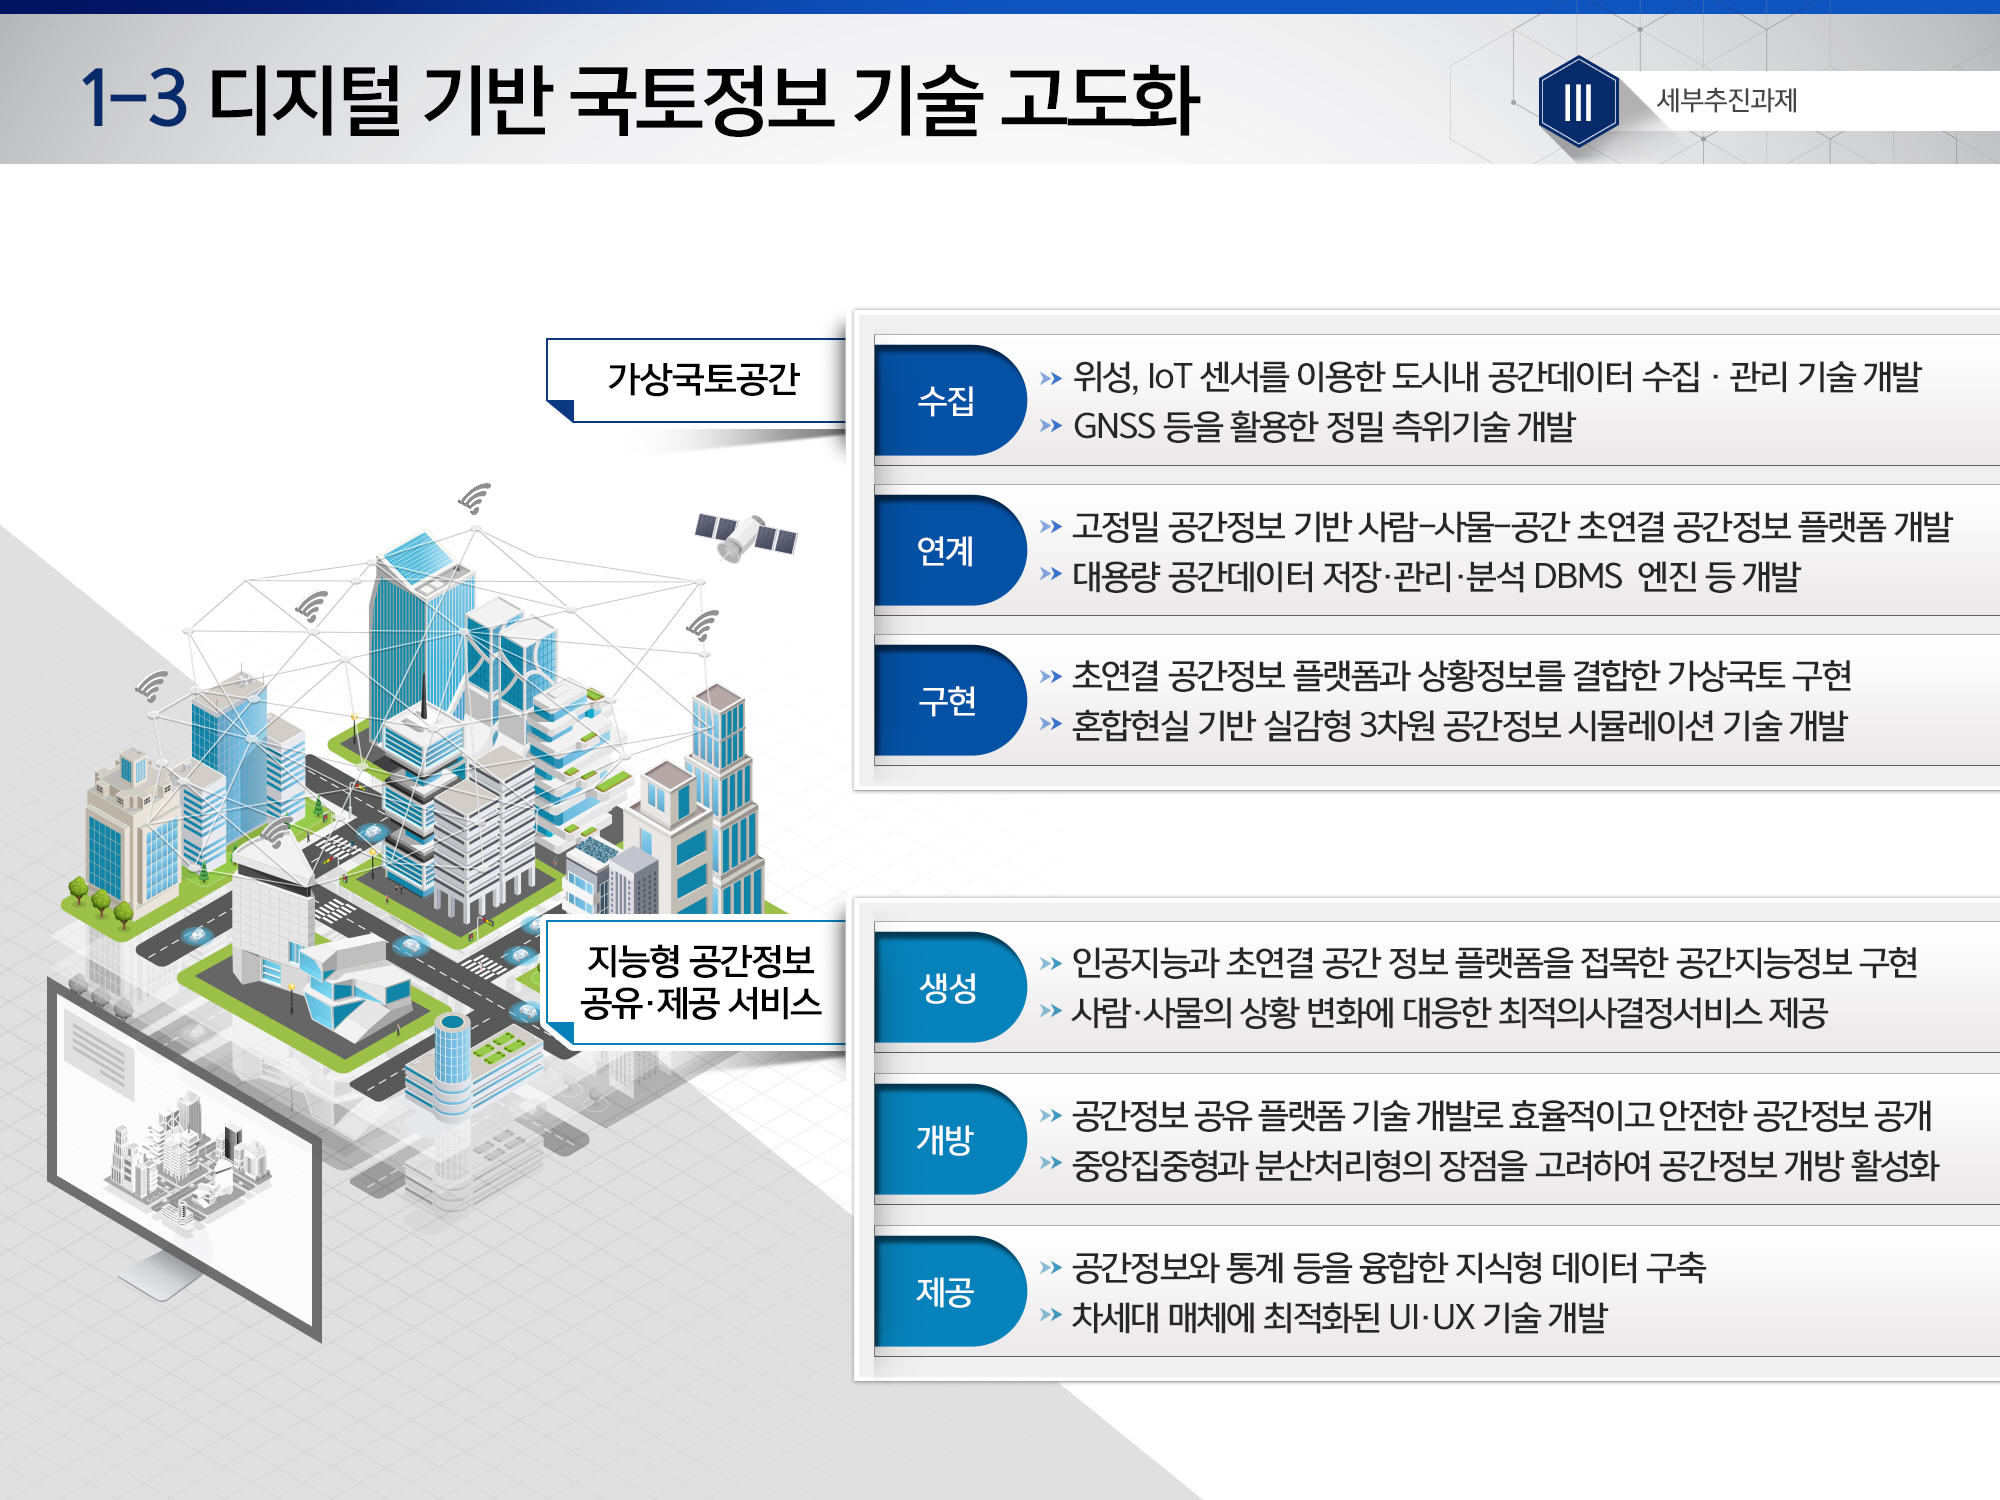 1-3 디지털 기반 국토정보 기술 고도화
III
세부추진과제
가상국토공간
수집
위성, IoT 센서를 이용한 도시내 공간데이터 수집 · 관리 기술 개발
GNSS 등을 활용한 정밀 측위기술 개발
연계
고정밀 공간정보 기반 사람-사물-공간 초연결 공간정보 플랫폼 개발
대용량 공간데이터 저장·관리·분석 DBMS 엔진 등 개발
구현
초연결 공간정보 플랫폼과 상황정보를 결합한 가상국토 구현
혼합현실 기반 실감형 3차원 공간정보 시뮬레이션 기술 개발
지능형 공간정보
공유·제공 서비스
생성
인공지능과 초연결 공간 정보 플랫폼을 접목한 공간지능정보 구현
사람·사물의 상황 변화에 대응한 최적의사결정서비스 제공
개방
공간정보 공유 플랫폼 기술 개발로 효율적이고 안전한 공간정보 공개
중앙집중형과 분산처리형의 장점을 고려하여 공간정보 개방 활성화
제공
공간정보와 통계 등을 융합한 지식형 데이터 구축
차세대 매체에 최적화된 UI·UX 기술 개발